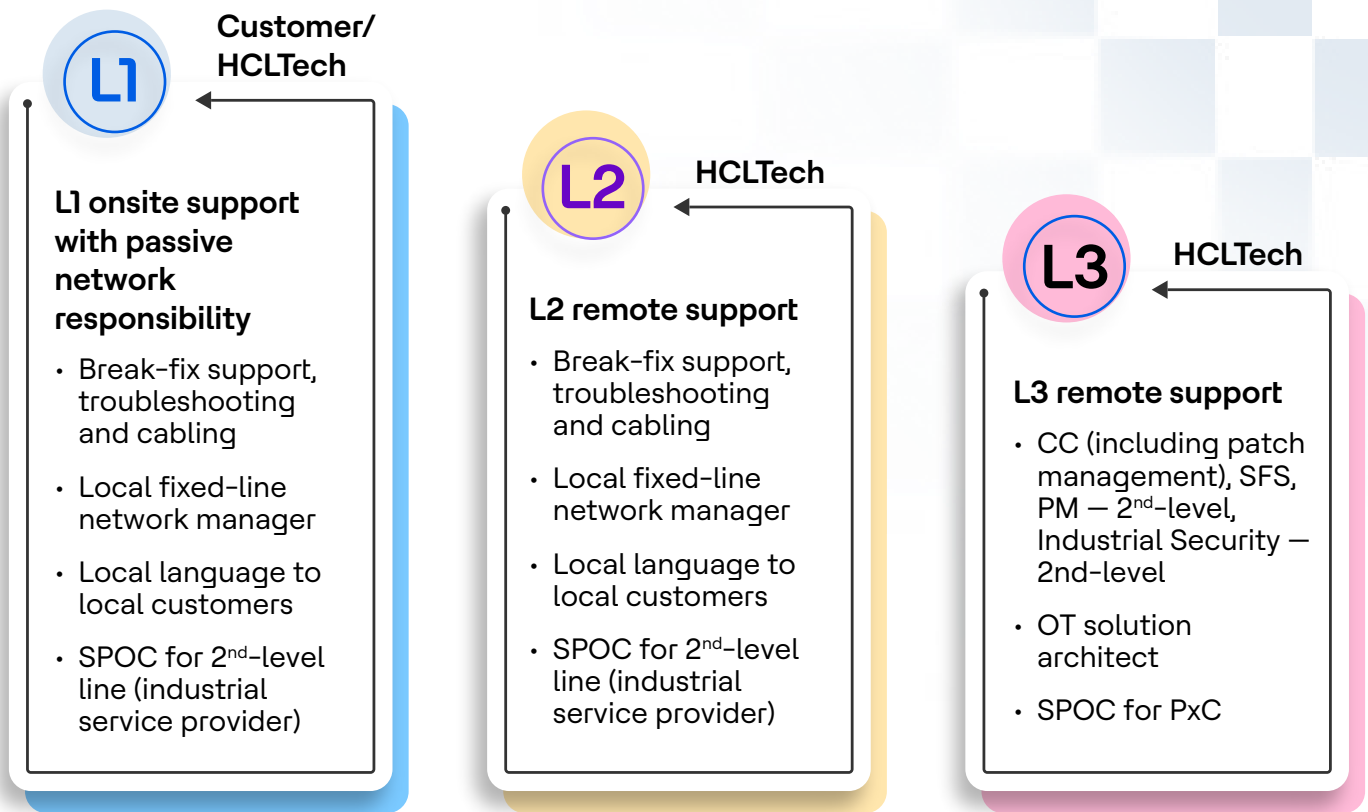 L1
Customer/
HCLTech
L1 onsite support
with passive
network
responsibility
• Break-fix support,
troubleshooting
and cabling
• Local fixed-line
network manager
• Local language to
local customers
• SPOC for 2nd-level
line (industrial
service provider)
L2
HCLTech
L2 remote support
• Break-fix support,
troubleshooting
and cabling
• Local fixed-line
network manager
• Local language to
local customers
• SPOC for 2nd-level
line (industrial
service provider)
L3
HCLTech
L3 remote support
• CC (including patch
management), SFS,
PM — 2nd-level,
Industrial Security —
2nd-level
• OT solution
architect
• SPOC for PxC